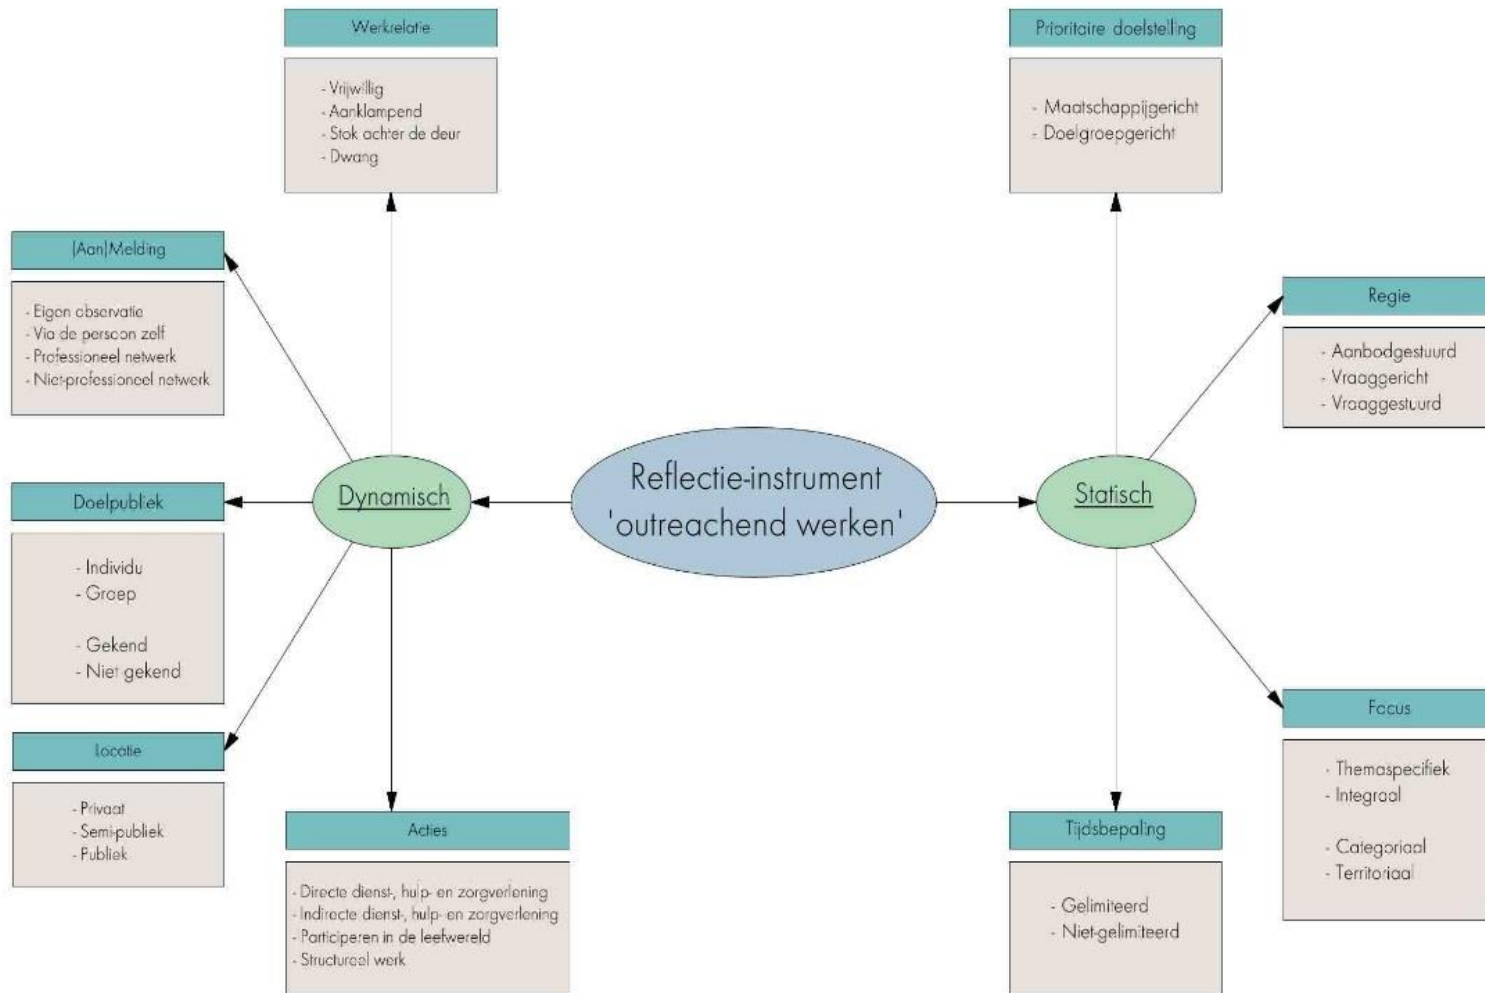 Werkrelatie
- Vrijwillig
- Aanklampend
- Stok achter de deur
- Dwang
Prioritaire doelstelling
- Maatschappijgericht
- Doelgroepgericht
(Aan)Melding
- Eigen observatie
- Via de persoon zelf
- Professioneel netwerk
- Niet-professioneel netwerk
Regie
- Aanbodgestuurd
- Vraaggericht
- Vraaggestuurd
Dynamisch
Reflectie-instrument
'outreachend werken'
Statisch
Doelpubliek
- Individu
- Groep
- Gekend
- Niet gekend
Locatie
- Privaat
- Semi-publiek
- Publiek
Acties
- Directe dienst-, hulp- en zorgverlening
- Indirecte dienst-, hulp- en zorgverlening
- Participeren in de leefwereld
- Structureel werk
Tijdsbepaling
- Gelimiteerd
- Niet-gelimiteerd
Focus
- Themaspecifiek
- Integraal
- Categoriaal
- Territoriaal